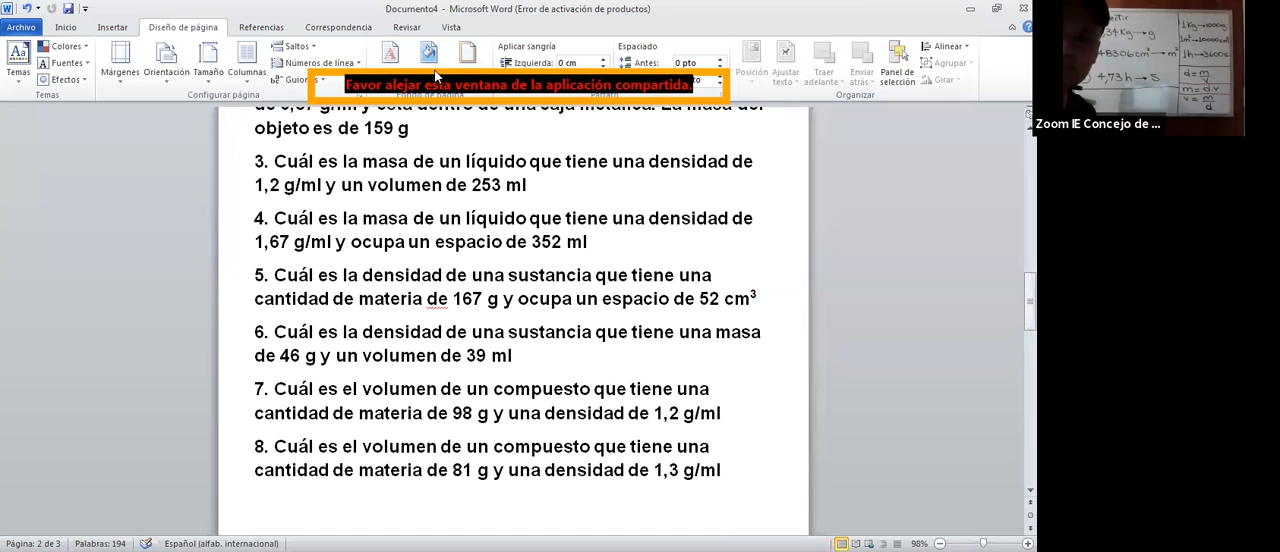 Documento4 - Microsoft Word (Error de activación de productos)
Archivo Inicio Insertar Diseño de página Referencias Correspondencia Revisar Vista
Temas Colores Fuentes Efectos
Márgenes Orientación Tamaño Columnas Saltos Números de línea Guiones
Aplicar sangría Espaciado
Izquierda: 0 cm Antes: 0 pto
Posición Ajustar texto Traer adelante Enviar atrás Panel de selección Alinear Agrupar Girar
Favor alejar esta ventana de la aplicación compartida.
Temas Configurar página Organizar
objeto es de 159 g
3. Cuál es la masa de un líquido que tiene una densidad de
1,2 g/ml y un volumen de 253 ml
4. Cuál es la masa de un líquido que tiene una densidad de
1,67 g/ml y ocupa un espacio de 352 ml
5. Cuál es la densidad de una sustancia que tiene una
cantidad de materia de 167 g y ocupa un espacio de 52 cm³
6. Cuál es la densidad de una sustancia que tiene una masa
de 46 g y un volumen de 39 ml
7. Cuál es el volumen de un compuesto que tiene una
cantidad de materia de 98 g y una densidad de 1,2 g/ml
8. Cuál es el volumen de un compuesto que tiene una
cantidad de materia de 81 g y una densidad de 1,3 g/ml
Página: 2 de 3 Palabras: 194 Español (alfab. internacional) 98%
4,73 h → S
Zoom IE Concejo de ...